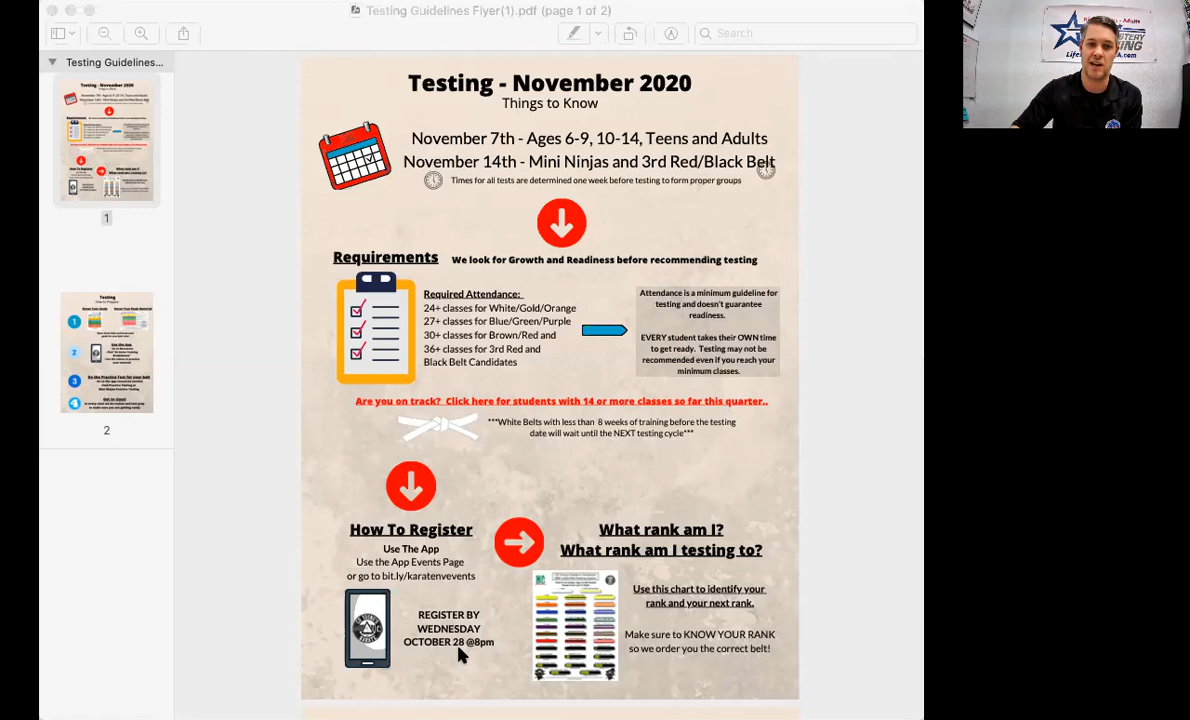 Testing Guidelines Flyer(1).pdf (page 1 of 2)
Search
Testing Guidelines...
1
2
Testing - November 2020
Things to Know
November 7th - Ages 6-9, 10-14, Teens and Adults
November 14th - Mini Ninjas and 3rd Red/Black Belt
Times for all tests are determined one week before testing to form proper groups
Requirements
We look for Growth and Readiness before recommending testing
Required Attendance:
24+ classes for White/Gold/Orange
27+ classes for Blue/Green/Purple
30+ classes for Brown/Red and
36+ classes for 3rd Red and
Black Belt Candidates
Attendance is a minimum guideline for
testing and doesn't guarantee
readiness.
EVERY student takes their OWN time
to get ready. Testing may not be
recommended even if you reach your
minimum classes.
Are you on track? Click here for students with 14 or more classes so far this quarter..
***White Belts with less than 8 weeks of training before the testing
date will wait until the NEXT testing cycle***
How To Register
Use The App
Use the App Events Page
or go to bit.ly/karatenvevents
REGISTER BY
WEDNESDAY
OCTOBER 28 @8pm
What rank am I?
What rank am I testing to?
Use this chart to identify your
rank and your next rank.
Make sure to KNOW YOUR RANK
so we order you the correct belt!